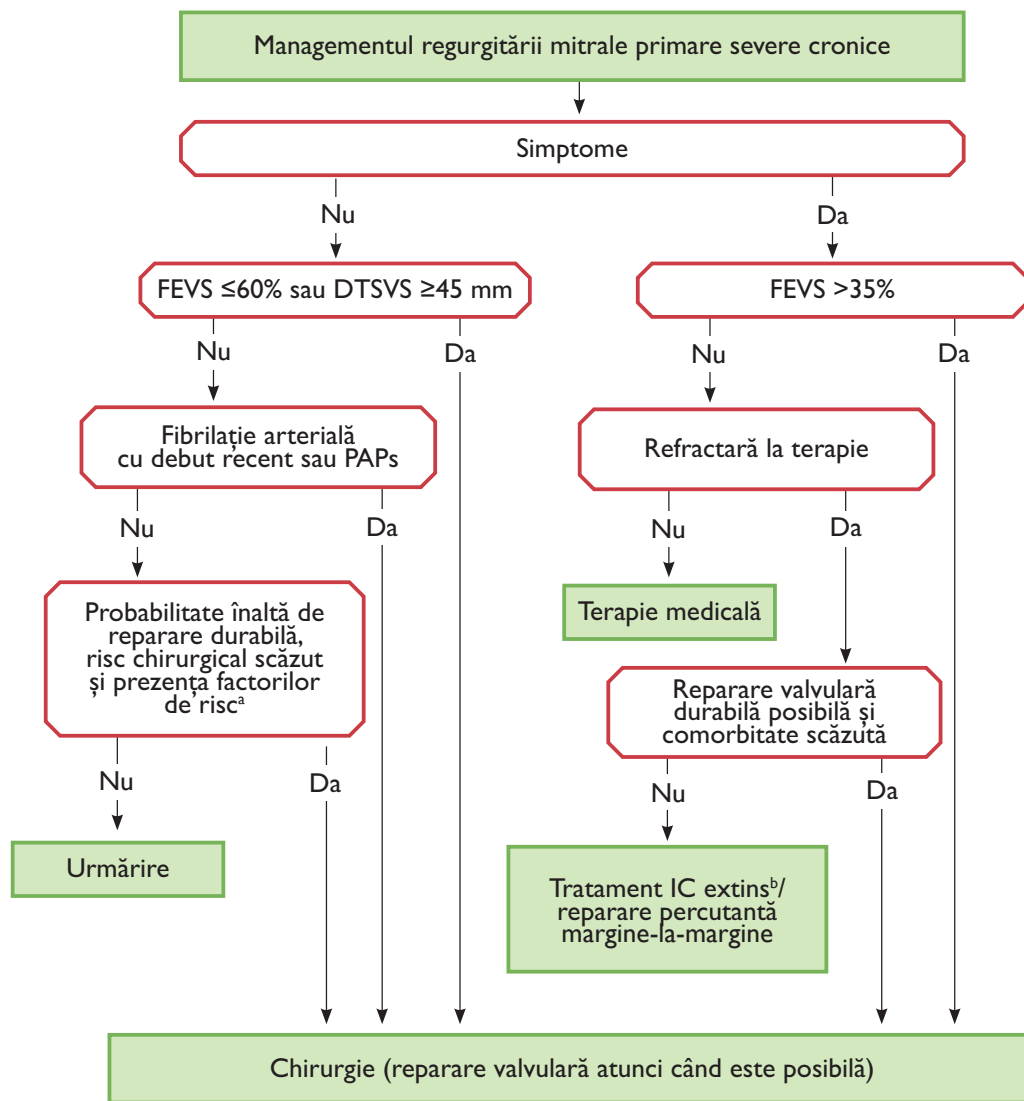 Managementul regurgitării mitrale primare severe cronice
Simptome
Nu
Da
FEVS ≤60% sau DTSVS ≥45 mm
FEVS >35%
Nu
Da
Nu
Da
Fibrilație arterială
cu debut recent sau PAPs
Refractară la terapie
Nu
Da
Nu
Da
Probabilitate înaltă de
reparare durabilă,
risc chirurgical scăzut
și prezența factorilor
de riscᵃ
Terapie medicală
Reparare valvulară
durabilă posibilă și
comorbitate scăzută
Nu
Da
Nu
Da
Urmărire
Tratament IC extinsᵇ/
reparare percutantă
margine-la-margine
Chirurgie (reparare valvulară atunci când este posibilă)